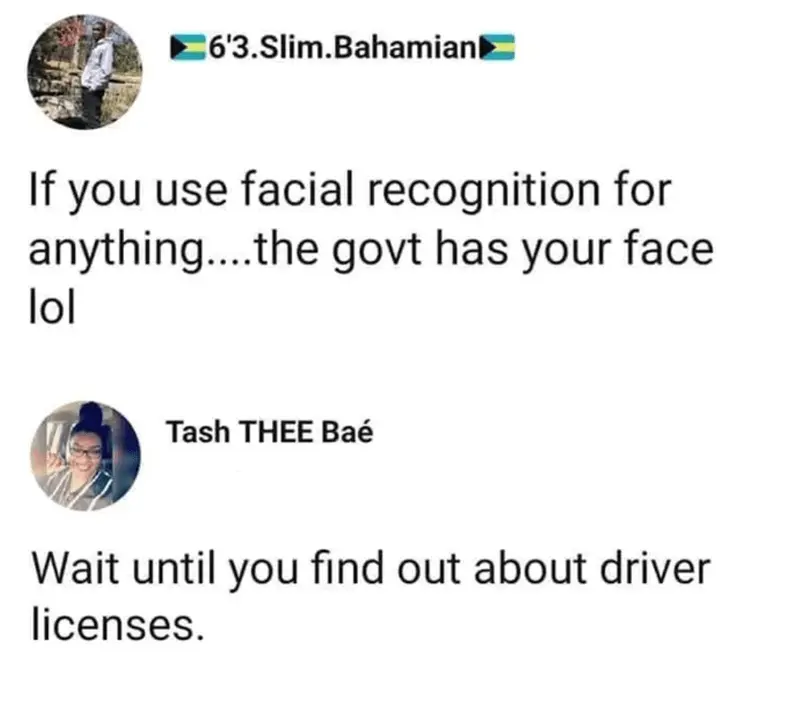 🇧🇸6'3.Slim.Bahamian🇧🇸
If you use facial recognition for
anything....the govt has your face
lol
Tash THEE Baé
Wait until you find out about driver
licenses.